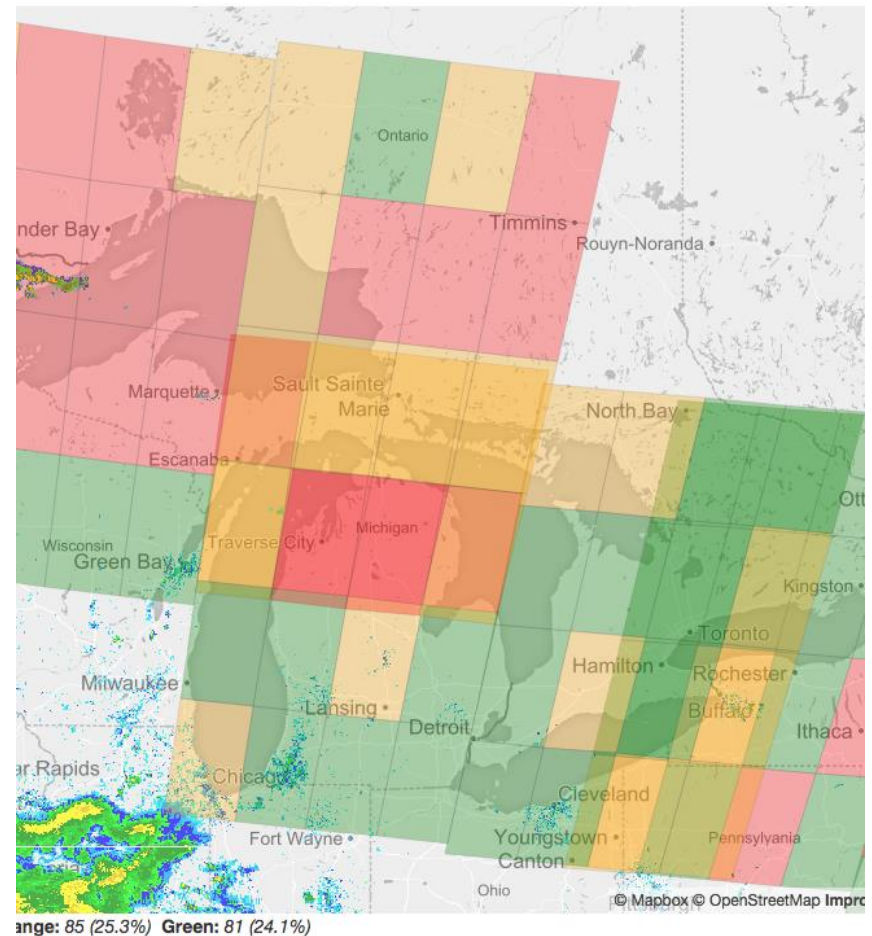 Ontario
Timmins
nder Bay
Rouyn-Noranda
Sault Sainte
Marie
Marquette
North Bay
Escanaba
Ott
Traverse City
Michigan
Wisconsin
Green Bay
Kingston
Toronto
Hamilton
Rochester
Milwaukee
Lansing
Buffalo
Detroit
Ithaca
ar Rapids
Chicago
Cleveland
Fort Wayne
Youngstown
Pennsylvania
Canton
Ohio
© Mapbox © OpenStreetMap Impro
Pittsburgh
ange: 85 (25.3%) Green: 81 (24.1%)